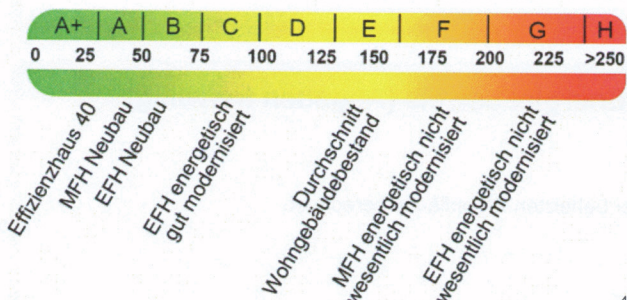 A+ A B C D E F G H
0 25 50 75 100 125 150 175 200 225 >250
Effizienzhaus 40
MFH Neubau
EFH Neubau
EFH energetisch
gut modernisiert
Durchschnitt
Wohngebäudebestand
MFH energetisch nicht
wesentlich modernisiert
EFH energetisch nicht
wesentlich modernisiert